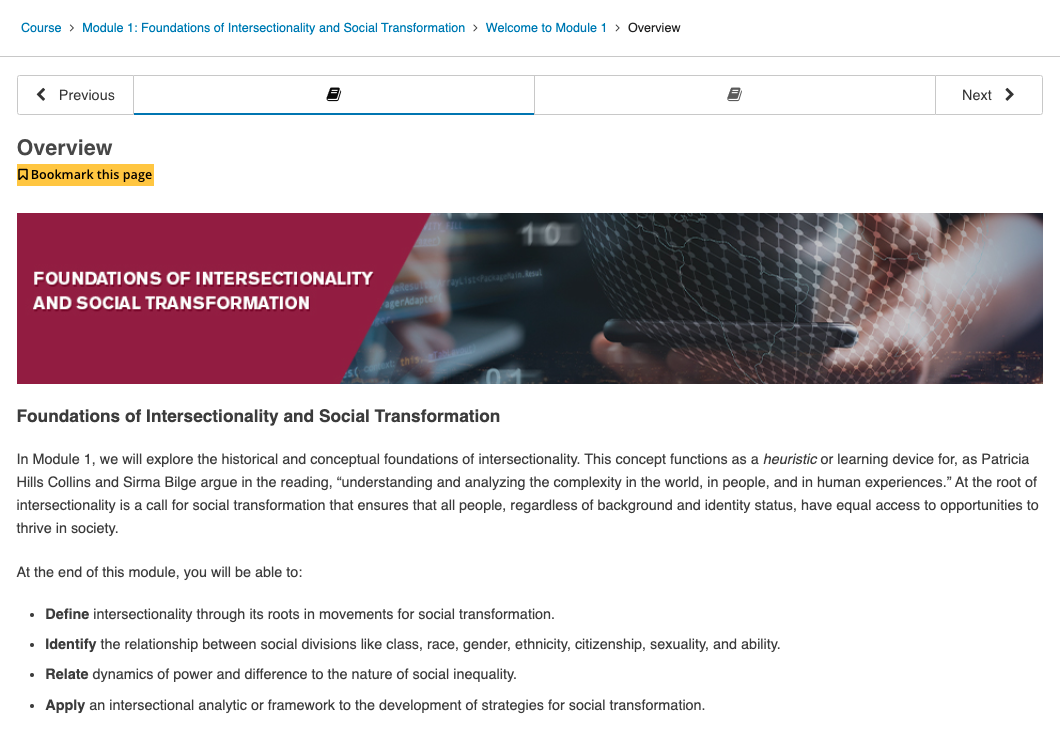 Course > Module 1: Foundations of Intersectionality and Social Transformation > Welcome to Module 1 > Overview
Previous
Next
Overview
Bookmark this page
FOUNDATIONS OF INTERSECTIONALITY
AND SOCIAL TRANSFORMATION
1 0
this
0 1
Foundations of Intersectionality and Social Transformation
In Module 1, we will explore the historical and conceptual foundations of intersectionality. This concept functions as a heuristic or learning device for, as Patricia
Hills Collins and Sirma Bilge argue in the reading, “understanding and analyzing the complexity in the world, in people, and in human experiences.” At the root of
intersectionality is a call for social transformation that ensures that all people, regardless of background and identity status, have equal access to opportunities to
thrive in society.
At the end of this module, you will be able to:
• Define intersectionality through its roots in movements for social transformation.
• Identify the relationship between social divisions like class, race, gender, ethnicity, citizenship, sexuality, and ability.
• Relate dynamics of power and difference to the nature of social inequality.
• Apply an intersectional analytic or framework to the development of strategies for social transformation.